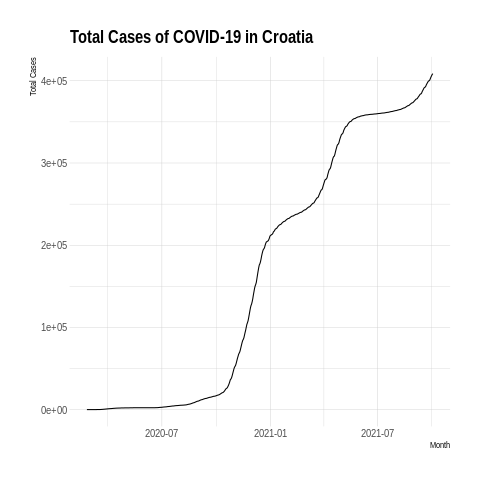 Total Cases of COVID-19 in Croatia
Total Cases
4e+05
3e+05
2e+05
1e+05
0e+00
2020-07 2021-01 2021-07
Month